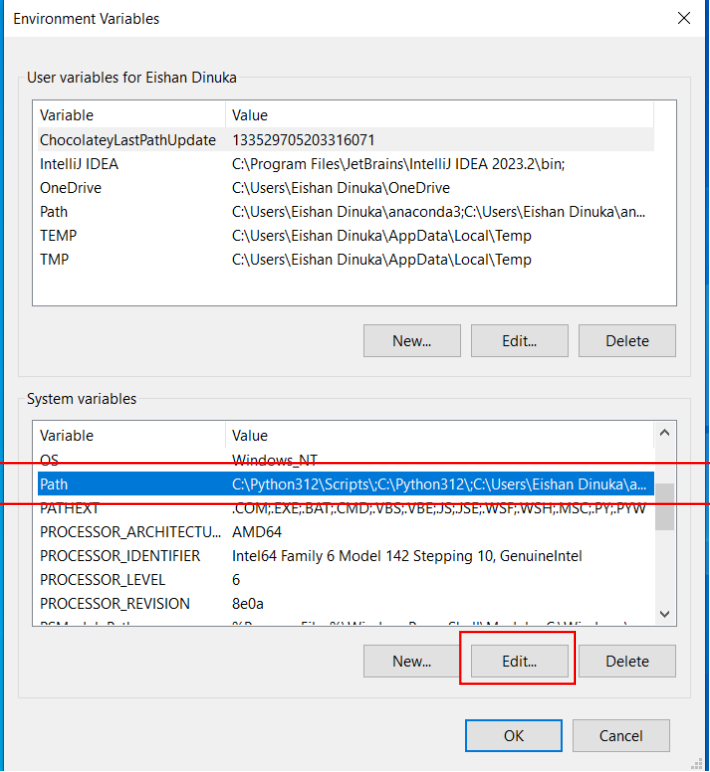 Environment Variables
User variables for Eishan Dinuka
Variable Value
ChocolateyLastPathUpdate 133529705203316071
IntelliJ IDEA C:\Program Files\JetBrains\IntelliJ IDEA 2023.2\bin;
OneDrive C:\Users\Eishan Dinuka\OneDrive
Path C:\Users\Eishan Dinuka\anaconda3;C:\Users\Eishan Dinuka\an...
TEMP C:\Users\Eishan Dinuka\AppData\Local\Temp
TMP C:\Users\Eishan Dinuka\AppData\Local\Temp
New... Edit... Delete
System variables
Variable Value
OS Windows_NT
Path C:\Python312\Scripts\;C:\Python312\;C:\Users\Eishan Dinuka\a...
PATHEXT .COM;.EXE;.BAT;.CMD;.VBS;.VBE;.JS;.JSE;.WSF;.WSH;.MSC;.PY;.PYW
PROCESSOR_ARCHITECTU... AMD64
PROCESSOR_IDENTIFIER Intel64 Family 6 Model 142 Stepping 10, GenuineIntel
PROCESSOR_LEVEL 6
PROCESSOR_REVISION 8e0a
New... Edit... Delete
OK Cancel